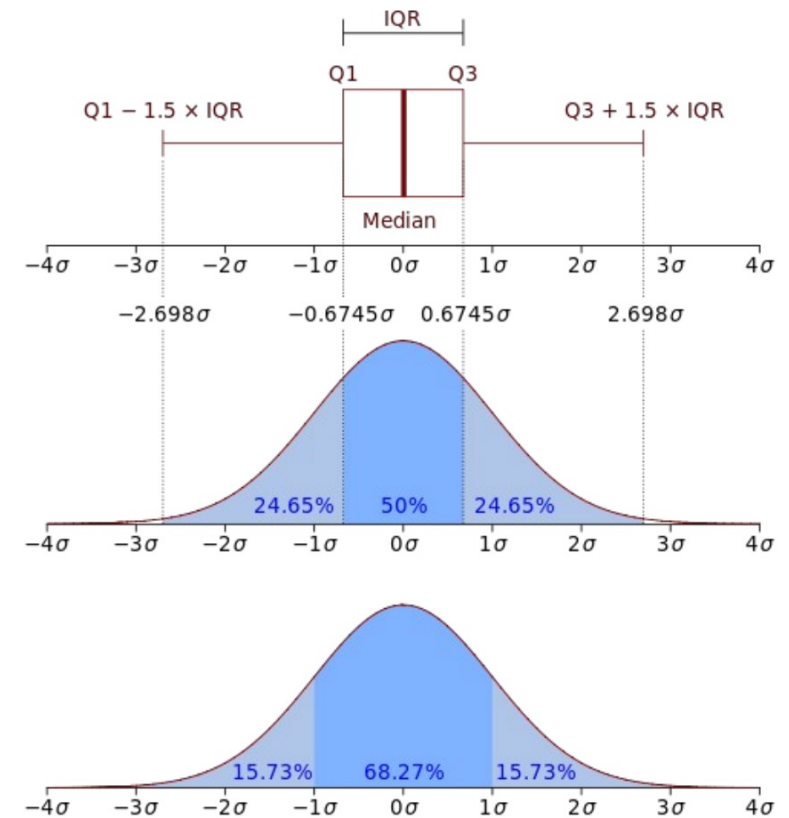 IQR
Q1 Q3
Q1 − 1.5 × IQR Q3 + 1.5 × IQR
Median
−4σ −3σ −2σ −1σ 0σ 1σ 2σ 3σ 4σ
−2.698σ −0.6745σ 0.6745σ 2.698σ
24.65% 50% 24.65%
−4σ −3σ −2σ −1σ 0σ 1σ 2σ 3σ 4σ
15.73% 68.27% 15.73%
−4σ −3σ −2σ −1σ 0σ 1σ 2σ 3σ 4σ